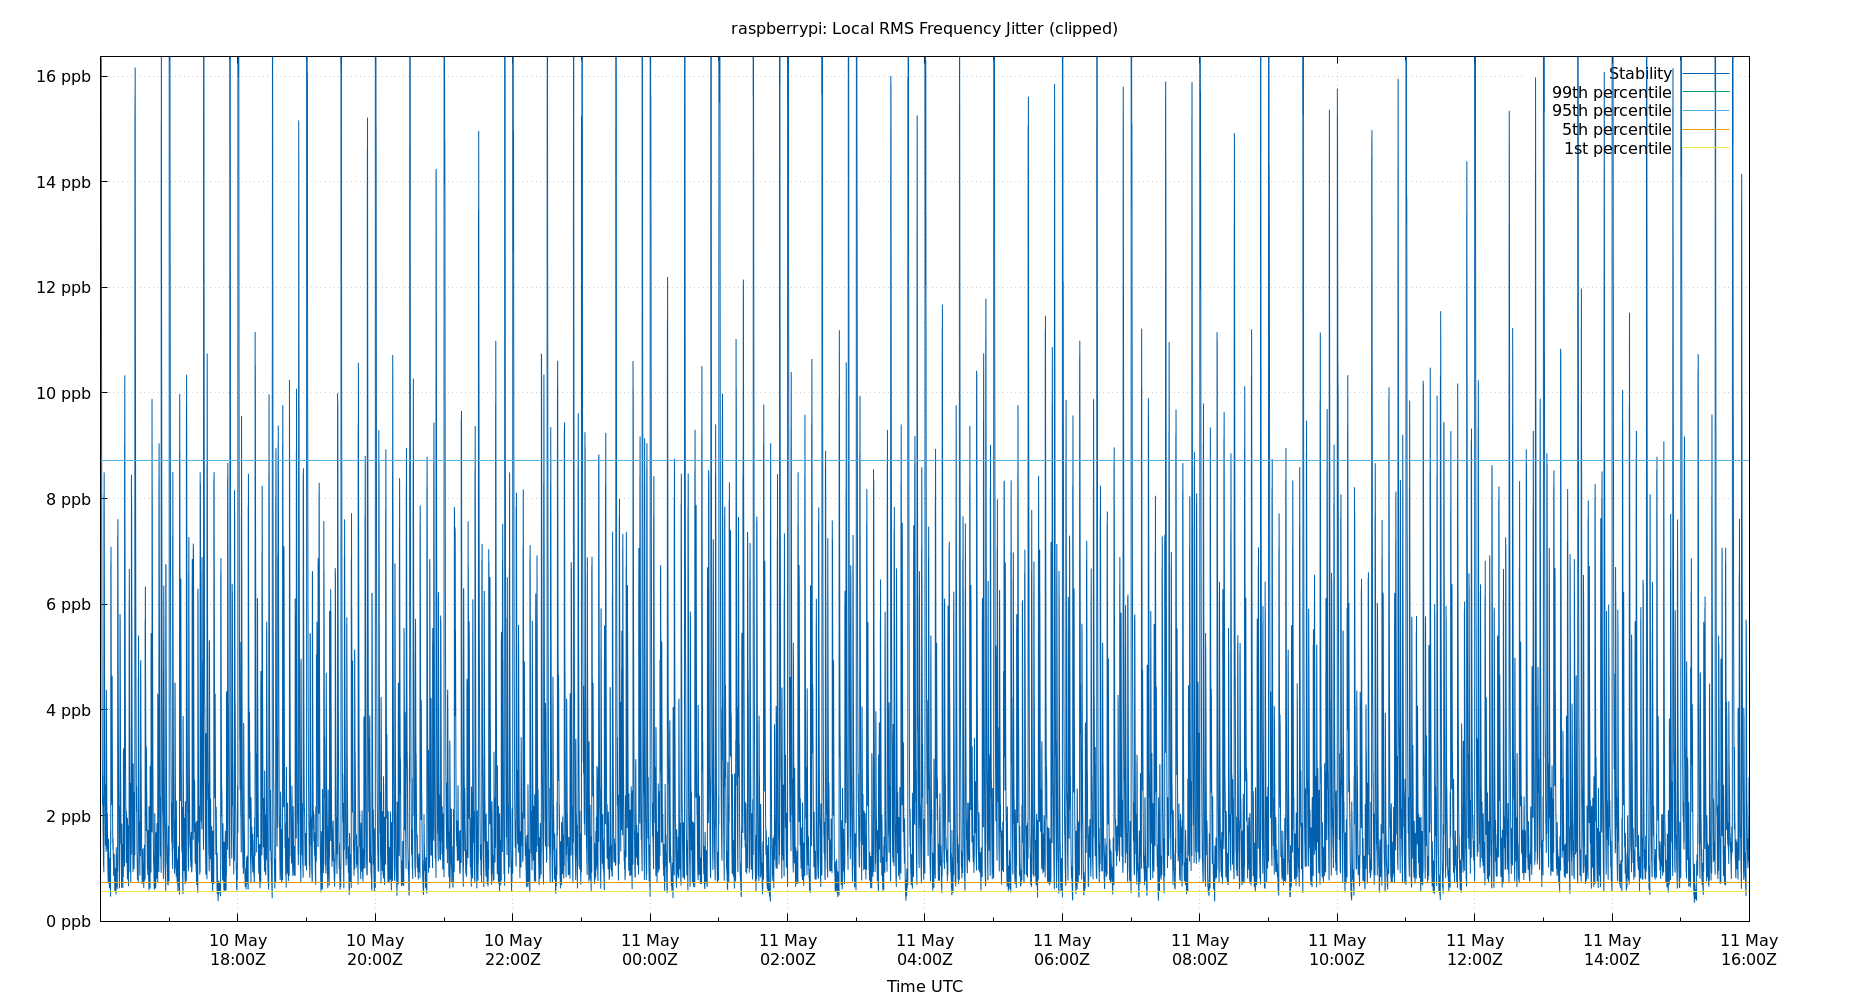 raspberrypi: Local RMS Frequency Jitter (clipped)
16 ppb
14 ppb
12 ppb
10 ppb
8 ppb
6 ppb
4 ppb
2 ppb
0 ppb
Stability
99th percentile
95th percentile
5th percentile
1st percentile
10 May
18:00Z
10 May
20:00Z
10 May
22:00Z
11 May
00:00Z
11 May
02:00Z
11 May
04:00Z
11 May
06:00Z
11 May
08:00Z
11 May
10:00Z
11 May
12:00Z
11 May
14:00Z
11 May
16:00Z
Time UTC